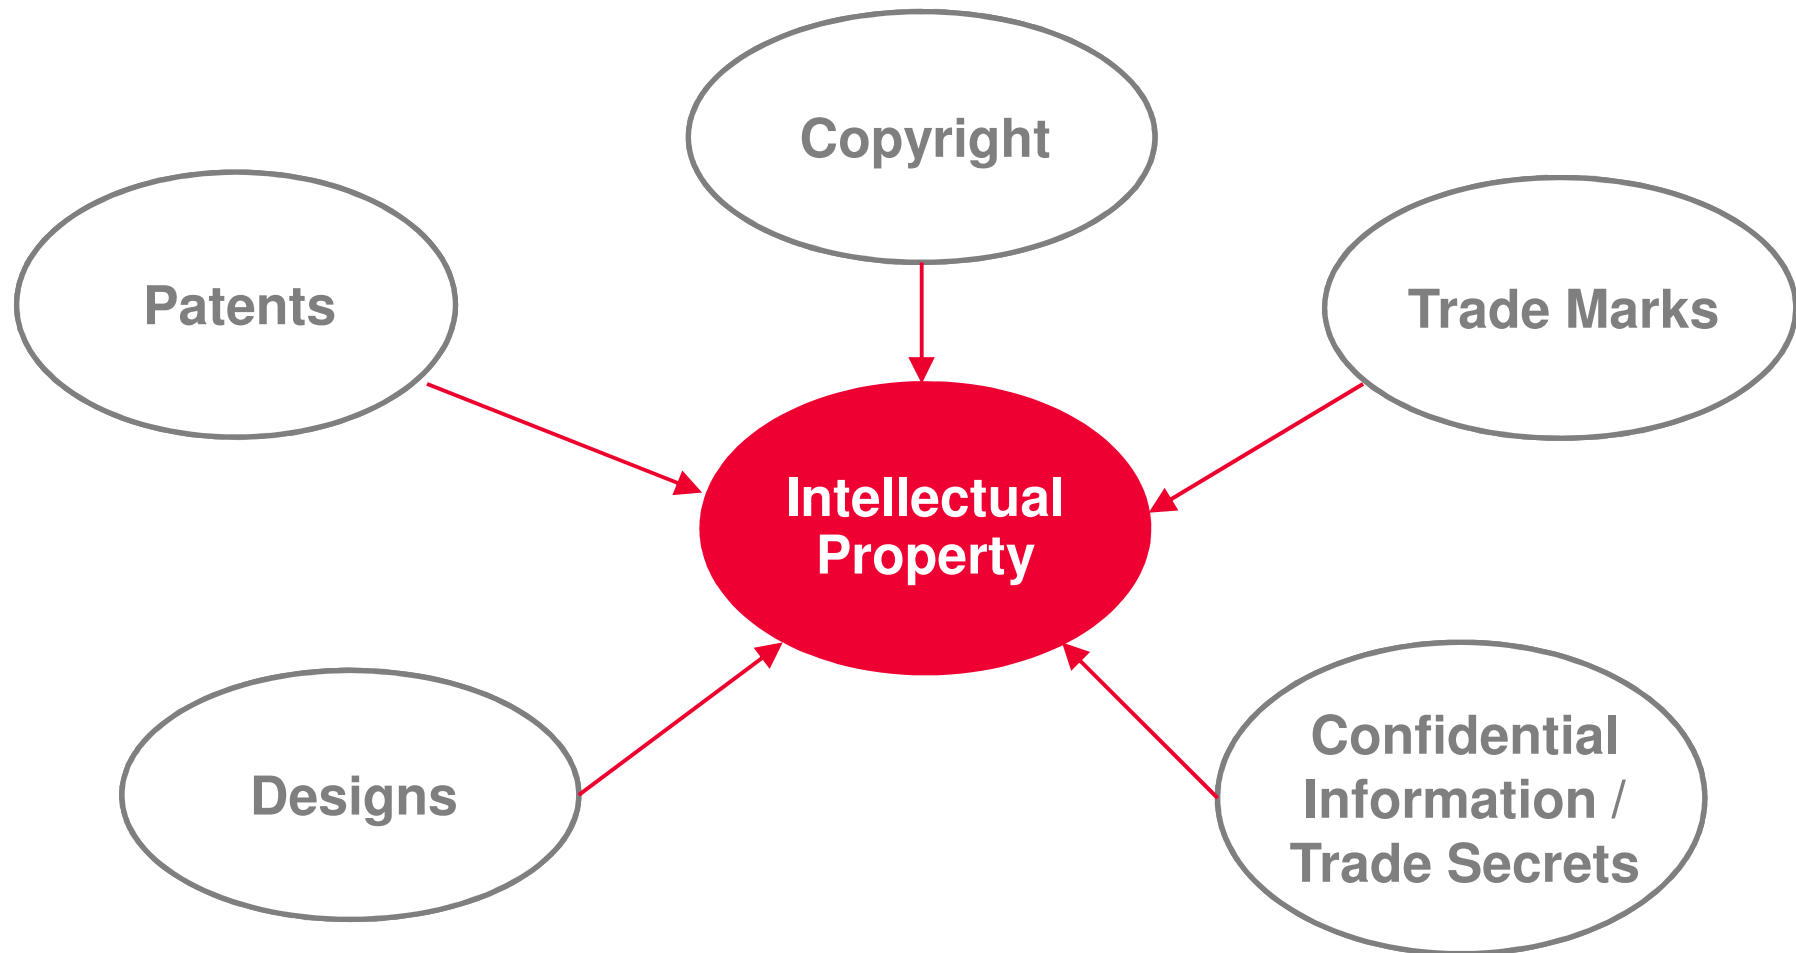 Copyright
Patents
Trade Marks
Intellectual
Property
Designs
Confidential
Information /
Trade Secrets